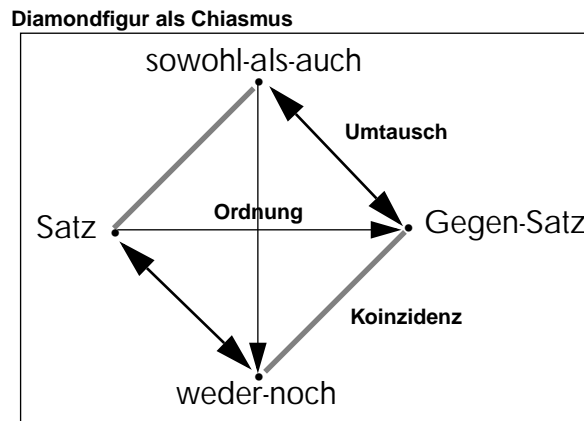 Diamondfigur als Chiasmus
sowohl-als-auch
Umtausch
Ordnung
Satz
Gegen-Satz
Koinzidenz
weder-noch